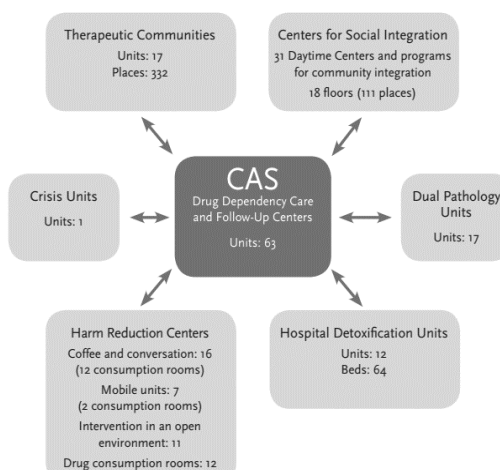 Therapeutic Communities
Units: 17
Places: 332
Centers for Social Integration
31 Daytime Centers and programs
for community integration
18 floors (111 places)
Crisis Units
Units: 1
CAS
Drug Dependency Care
and Follow-Up Centers
Units: 63
Dual Pathology
Units
Units: 17
Harm Reduction Centers
Coffee and conversation: 16
(12 consumption rooms)
Mobile units: 7
(2 consumption rooms)
Intervention in an open
environment: 11
Drug consumption rooms: 12
Hospital Detoxification Units
Units: 12
Beds: 64